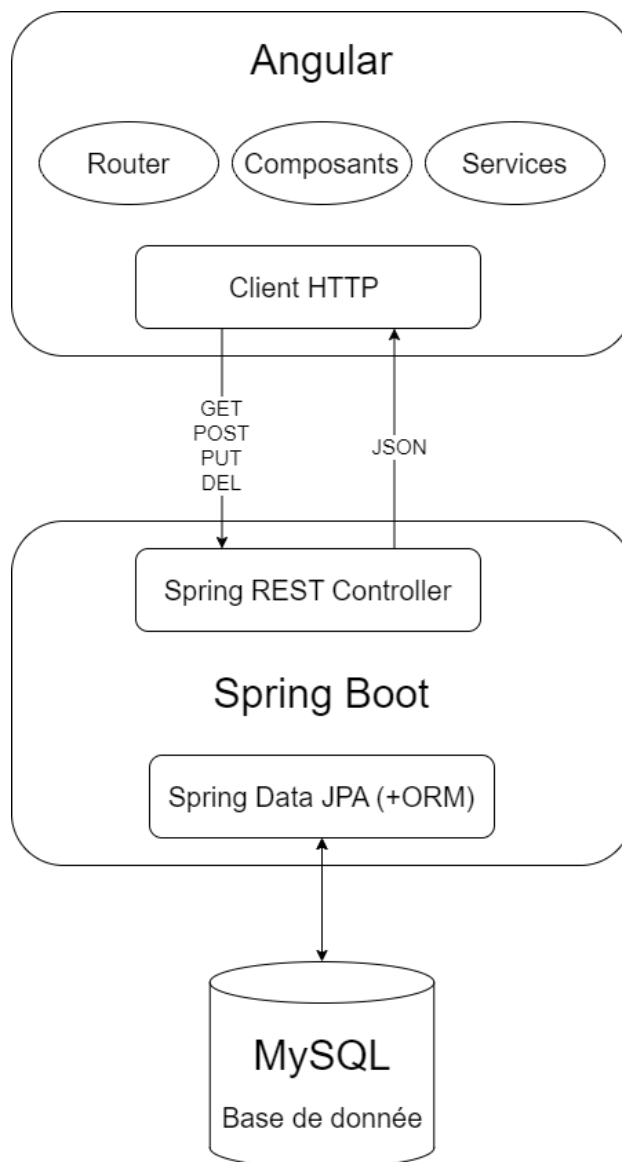 Angular
Router
Composants
Services
Client HTTP
GET
POST
PUT
DEL
JSON
Spring REST Controller
Spring Boot
Spring Data JPA (+ORM)
MySQL
Base de donnée